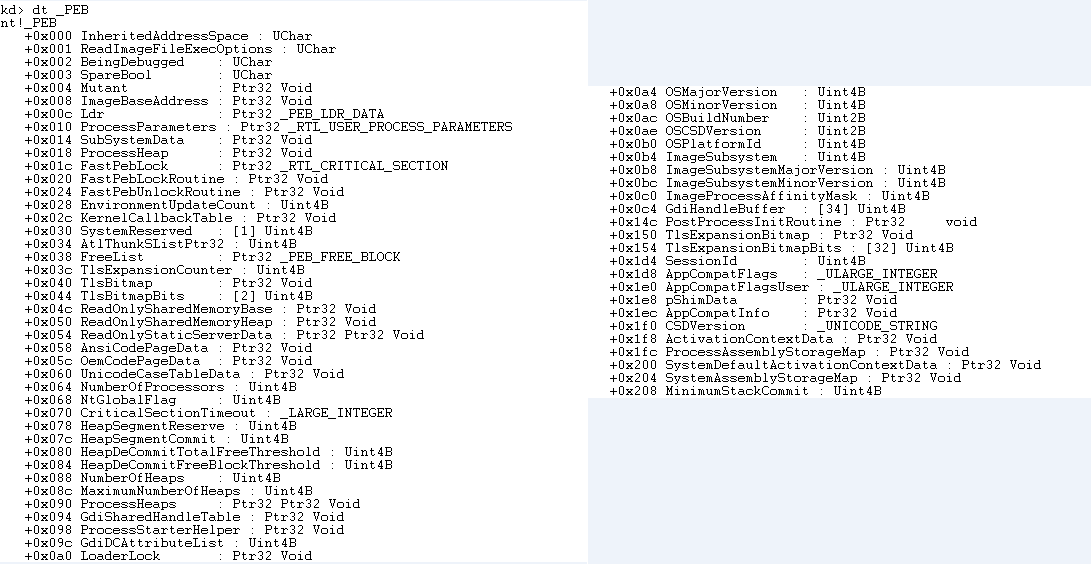 kd> dt _PEB
nt!_PEB
+0x000 InheritedAddressSpace : UChar
+0x001 ReadImageFileExecOptions : UChar
+0x002 BeingDebugged : UChar
+0x003 SpareBool : UChar
+0x004 Mutant : Ptr32 Void
+0x008 ImageBaseAddress : Ptr32 Void
+0x00c Ldr : Ptr32 _PEB_LDR_DATA
+0x010 ProcessParameters : Ptr32 _RTL_USER_PROCESS_PARAMETERS
+0x014 SubSystemData : Ptr32 Void
+0x018 ProcessHeap : Ptr32 Void
+0x01c FastPebLock : Ptr32 _RTL_CRITICAL_SECTION
+0x020 FastPebLockRoutine : Ptr32 Void
+0x024 FastPebUnlockRoutine : Ptr32 Void
+0x028 EnvironmentUpdateCount : Uint4B
+0x02c KernelCallbackTable : Ptr32 Void
+0x030 SystemReserved : [1] Uint4B
+0x034 AtlThunkSListPtr32 : Uint4B
+0x038 FreeList : Ptr32 _PEB_FREE_BLOCK
+0x03c TlsExpansionCounter : Uint4B
+0x040 TlsBitmap : Ptr32 Void
+0x044 TlsBitmapBits : [2] Uint4B
+0x04c ReadOnlySharedMemoryBase : Ptr32 Void
+0x050 ReadOnlySharedMemoryHeap : Ptr32 Void
+0x054 ReadOnlyStaticServerData : Ptr32 Ptr32 Void
+0x058 AnsiCodePageData : Ptr32 Void
+0x05c OemCodePageData : Ptr32 Void
+0x060 UnicodeCaseTableData : Ptr32 Void
+0x064 NumberOfProcessors : Uint4B
+0x068 NtGlobalFlag : Uint4B
+0x070 CriticalSectionTimeout : _LARGE_INTEGER
+0x078 HeapSegmentReserve : Uint4B
+0x07c HeapSegmentCommit : Uint4B
+0x080 HeapDeCommitTotalFreeThreshold : Uint4B
+0x084 HeapDeCommitFreeBlockThreshold : Uint4B
+0x088 NumberOfHeaps : Uint4B
+0x08c MaximumNumberOfHeaps : Uint4B
+0x090 ProcessHeaps : Ptr32 Ptr32 Void
+0x094 GdiSharedHandleTable : Ptr32 Void
+0x098 ProcessStarterHelper : Ptr32 Void
+0x09c GdiDCAttributeList : Uint4B
+0x0a0 LoaderLock : Ptr32 Void
+0x0a4 OSMajorVersion : Uint4B
+0x0a8 OSMinorVersion : Uint4B
+0x0ac OSBuildNumber : Uint2B
+0x0ae OSCSDVersion : Uint2B
+0x0b0 OSPlatformId : Uint4B
+0x0b4 ImageSubsystem : Uint4B
+0x0b8 ImageSubsystemMajorVersion : Uint4B
+0x0bc ImageSubsystemMinorVersion : Uint4B
+0x0c0 ImageProcessAffinityMask : Uint4B
+0x0c4 GdiHandleBuffer : [34] Uint4B
+0x14c PostProcessInitRoutine : Ptr32 void
+0x150 TlsExpansionBitmap : Ptr32 Void
+0x154 TlsExpansionBitmapBits : [32] Uint4B
+0x1d4 SessionId : Uint4B
+0x1d8 AppCompatFlags : _ULARGE_INTEGER
+0x1e0 AppCompatFlagsUser : _ULARGE_INTEGER
+0x1e8 pShimData : Ptr32 Void
+0x1ec AppCompatInfo : Ptr32 Void
+0x1f0 CSDVersion : _UNICODE_STRING
+0x1f8 ActivationContextData : Ptr32 Void
+0x1fc ProcessAssemblyStorageMap : Ptr32 Void
+0x200 SystemDefaultActivationContextData : Ptr32 Void
+0x204 SystemAssemblyStorageMap : Ptr32 Void
+0x208 MinimumStackCommit : Uint4B